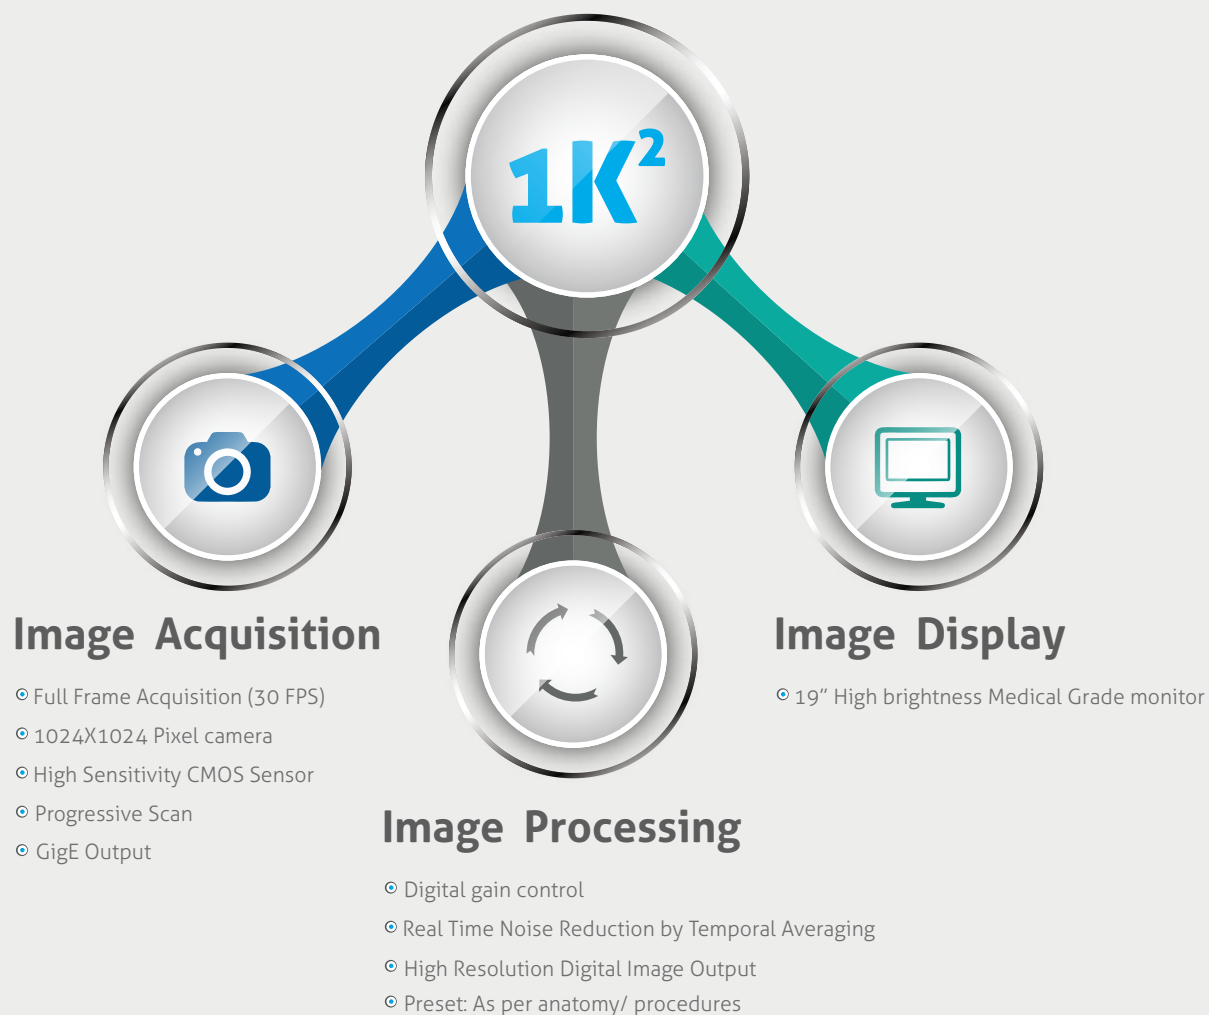 1K²
Image Acquisition
Full Frame Acquisition (30 FPS)
1024X1024 Pixel camera
High Sensitivity CMOS Sensor
Progressive Scan
GigE Output
Image Processing
Digital gain control
Real Time Noise Reduction by Temporal Averaging
High Resolution Digital Image Output
Preset: As per anatomy/ procedures
Image Display
19” High brightness Medical Grade monitor